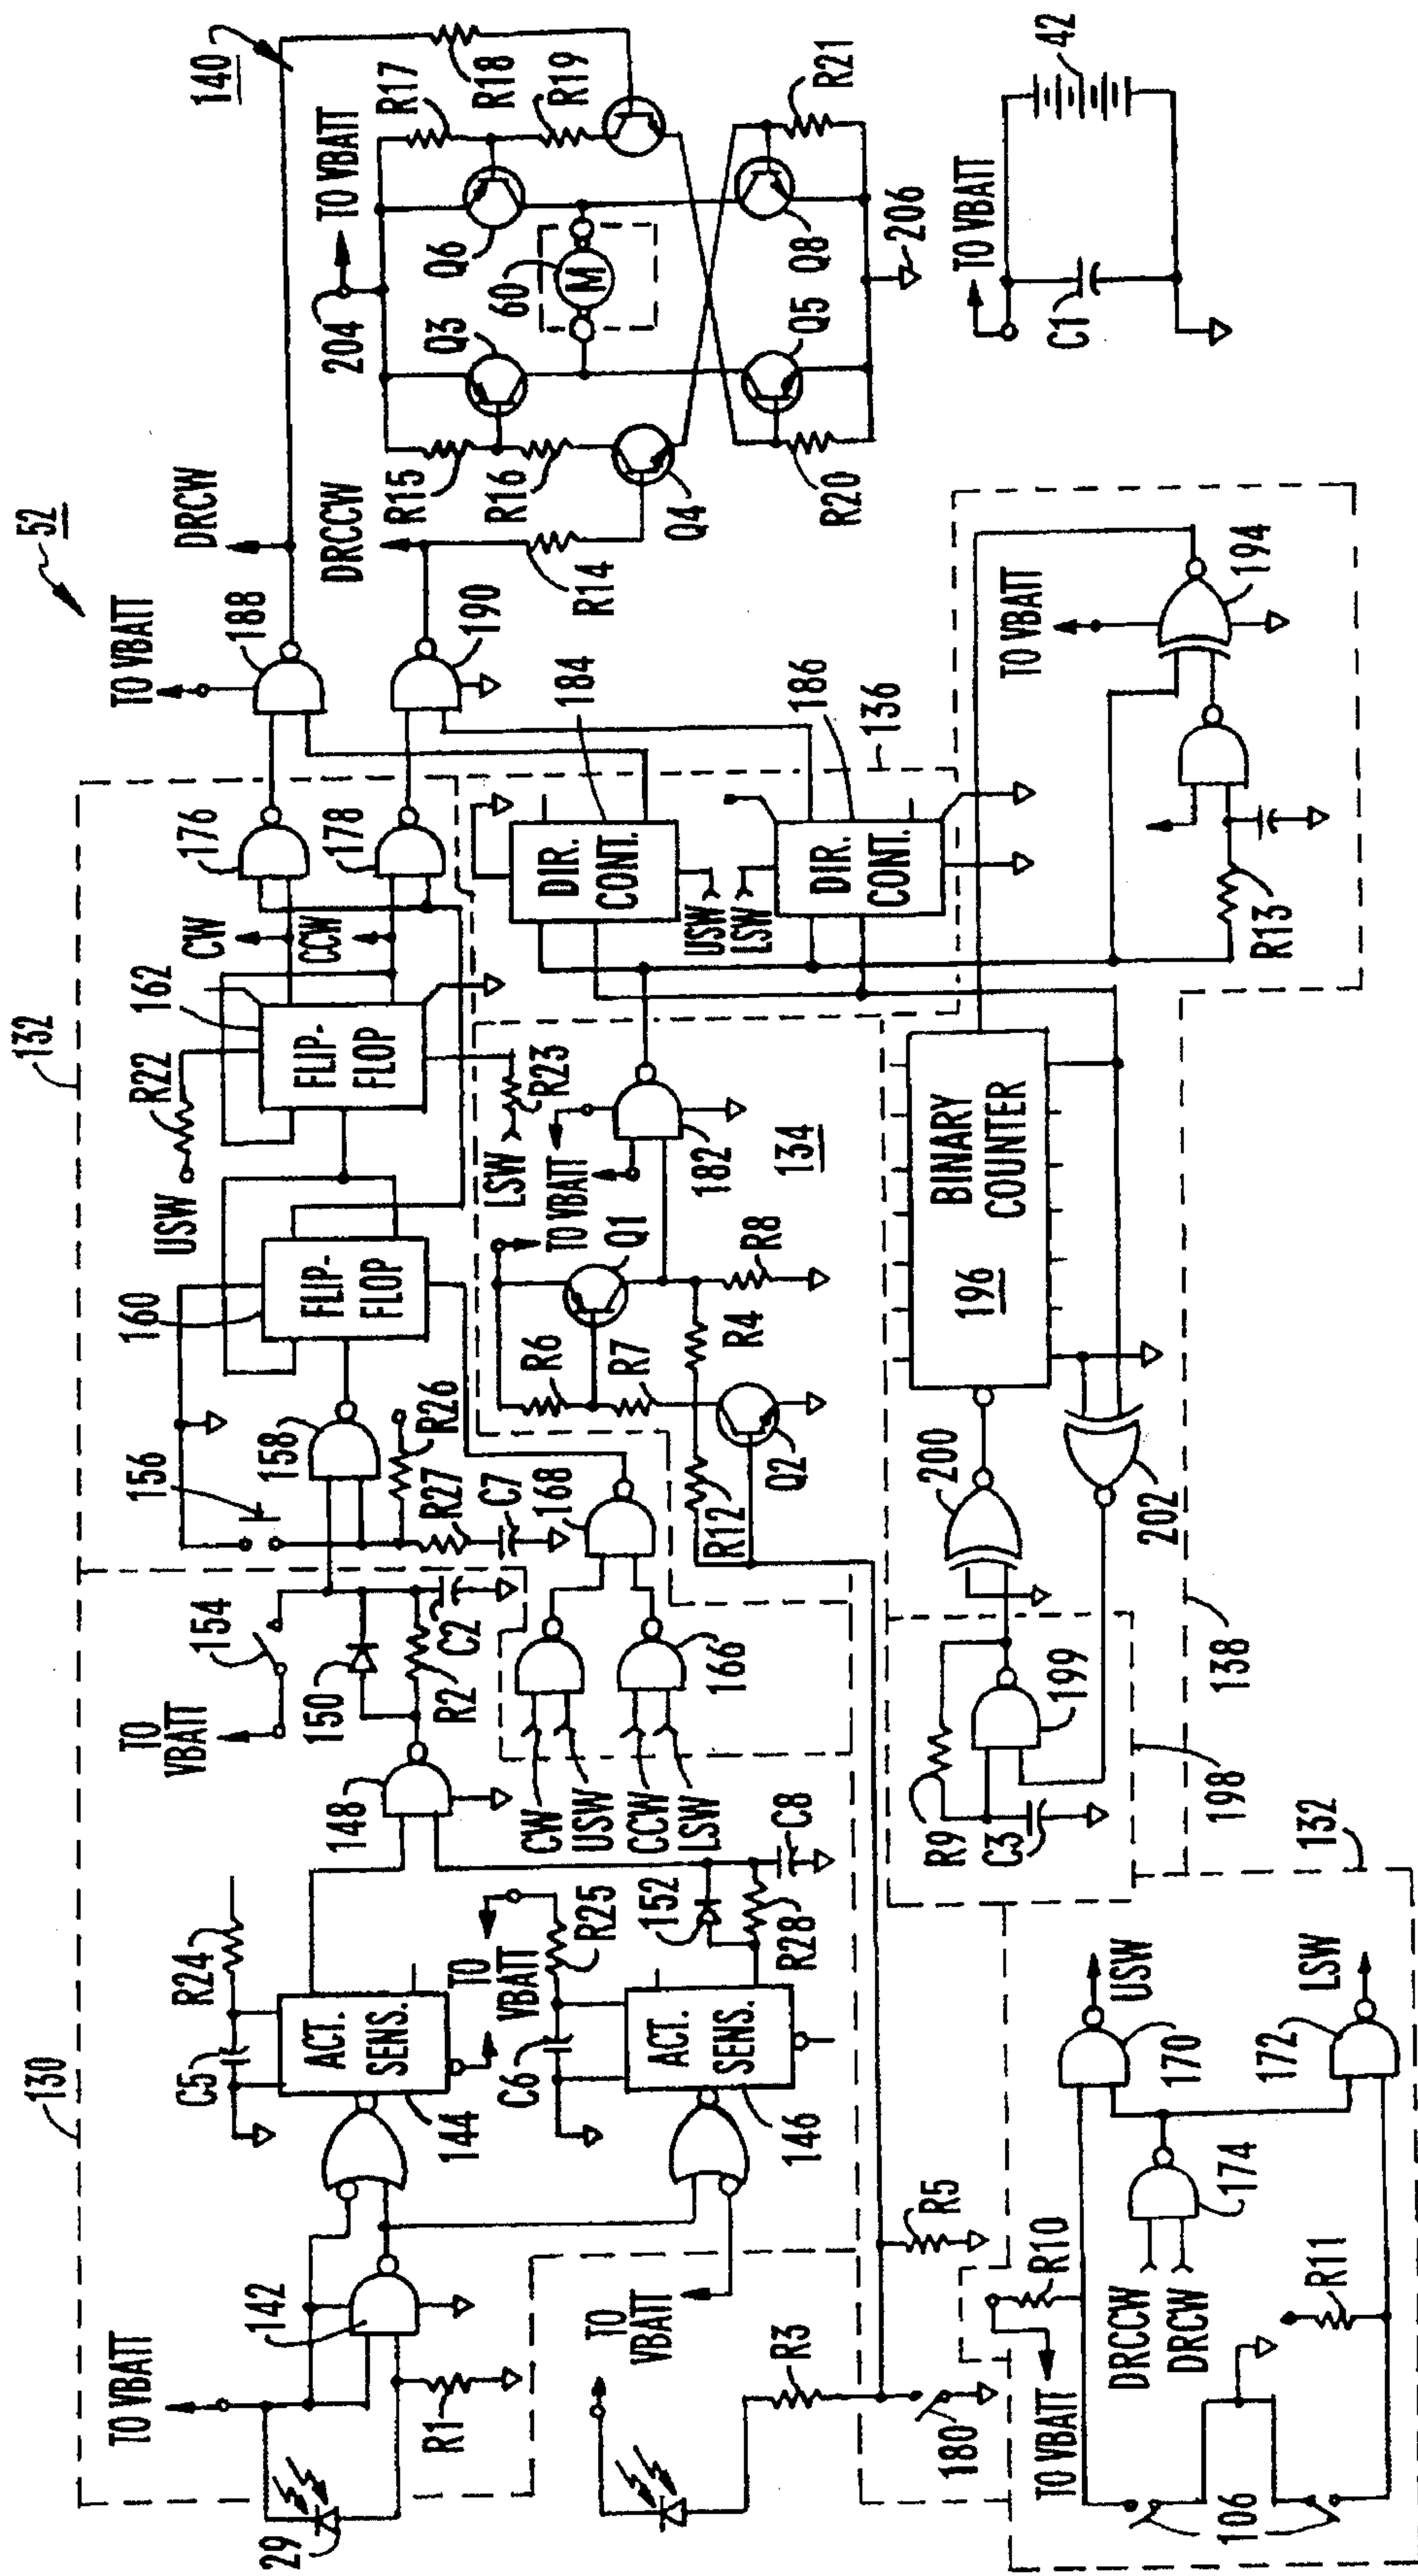 52
140
132
130
TO VBATT
29
142
R1
C5
R24
ACT.
SENS.
144
TO
VBATT
148
TO
VBATT
154
150
R2
C2
156
158
R26
R27
C7
160
FLIP-
FLOP
USW
R22
162
FLIP-
FLOP
LSW
R23
CW
CCW
176
178
TO VBATT
188
190
DRCW
DRCCW
R14
204
TO VBATT
R15
R16
Q3
Q4
Q6
R17
R18
R19
60
M
Q5
Q8
R20
R21
206
TO VBATT
C1
42
TO
VBATT
C6
R25
ACT.
SENS.
146
152
R28
C8
CW
USW
CCW
LSW
166
168
R12
Q2
R6
R7
R4
Q1
R8
TO VBATT
182
134
DIR.
CONT.
184
USW
LSW
DIR.
CONT.
186
136
TO VBATT
194
R13
R3
180
R5
R9
C3
199
198
200
202
BINARY
COUNTER
196
138
132
TO VBATT
R10
106
DRCCW
DRCW
174
R11
170
172
USW
LSW